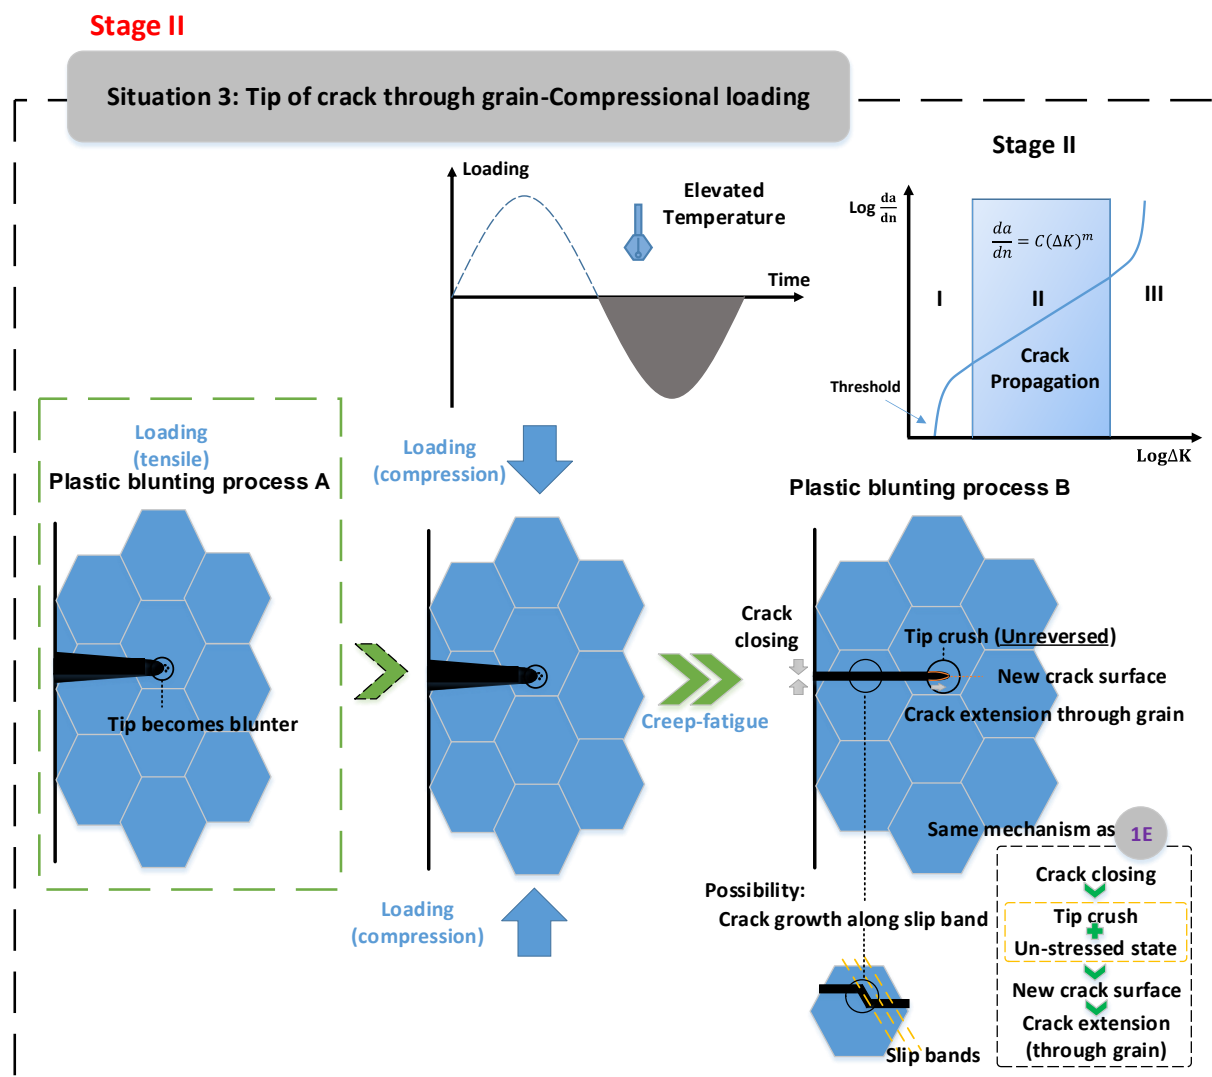 Stage II
Situation 3: Tip of crack through grain-Compressional loading
Loading
Elevated
Temperature
Time
Stage II
Log da/dn
da/dn = C(ΔK)^m
I
II
III
Crack
Propagation
Threshold
LogΔK
Loading
(tensile)
Plastic blunting process A
Tip becomes blunter
Loading
(compression)
Loading
(compression)
Creep-fatigue
Plastic blunting process B
Crack
closing
Tip crush (Unreversed)
New crack surface
Crack extension through grain
Possibility:
Crack growth along slip band
Slip bands
Same mechanism as
1E
Crack closing
Tip crush
Un-stressed state
New crack surface
Crack extension
(through grain)